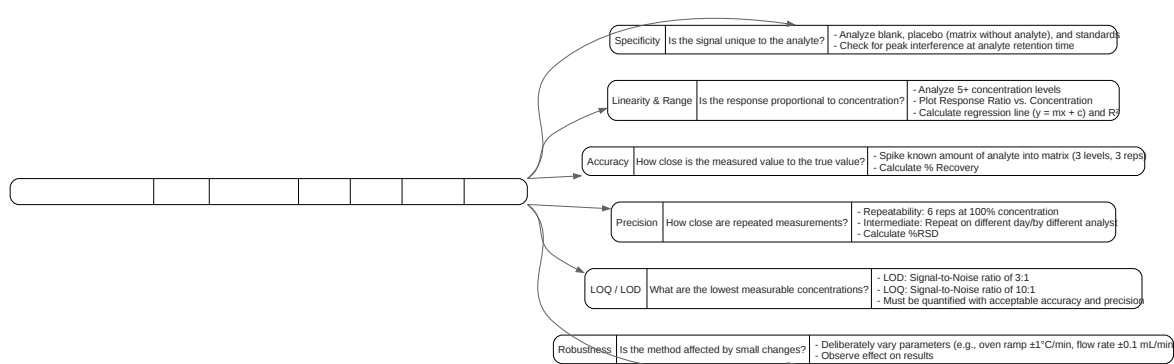 Specificity
Is the signal unique to the analyte?
- Analyze blank, placebo (matrix without analyte), and standards
- Check for peak interference at analyte retention time
Linearity & Range
Is the response proportional to concentration?
- Analyze 5+ concentration levels
- Plot Response Ratio vs. Concentration
- Calculate regression line (y = mx + c) and R²
Accuracy
How close is the measured value to the true value?
- Spike known amount of analyte into matrix (3 levels, 3 reps)
- Calculate % Recovery
Precision
How close are repeated measurements?
- Repeatability: 6 reps at 100% concentration
- Intermediate: Repeat on different day/by different analyst
- Calculate %RSD
LOQ / LOD
What are the lowest measurable concentrations?
- LOD: Signal-to-Noise ratio of 3:1
- LOQ: Signal-to-Noise ratio of 10:1
- Must be quantified with acceptable accuracy and precision
Robustness
Is the method affected by small changes?
- Deliberately vary parameters (e.g., oven ramp ±1°C/min, flow rate ±0.1 mL/min
- Observe effect on results